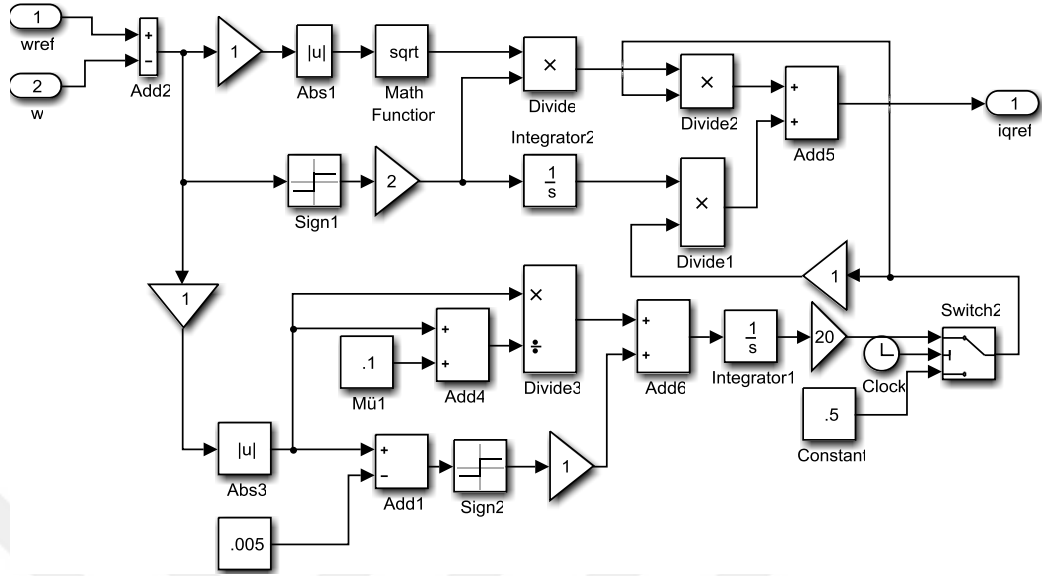 1
wref
2
w
+
−
Add2
1
|u|
Abs1
sqrt
Math
Function
×
Divide
×
Divide2
+
+
Add5
1
iqref
Integrator2
1
s
Sign1
2
×
Divide1
1
1
.1
Mü1
+
+
Add4
×
÷
Divide3
+
+
Add6
1
s
Integrator1
20
Clock
Switch2
.5
Constant
|u|
Abs3
+
−
Add1
Sign2
1
.005